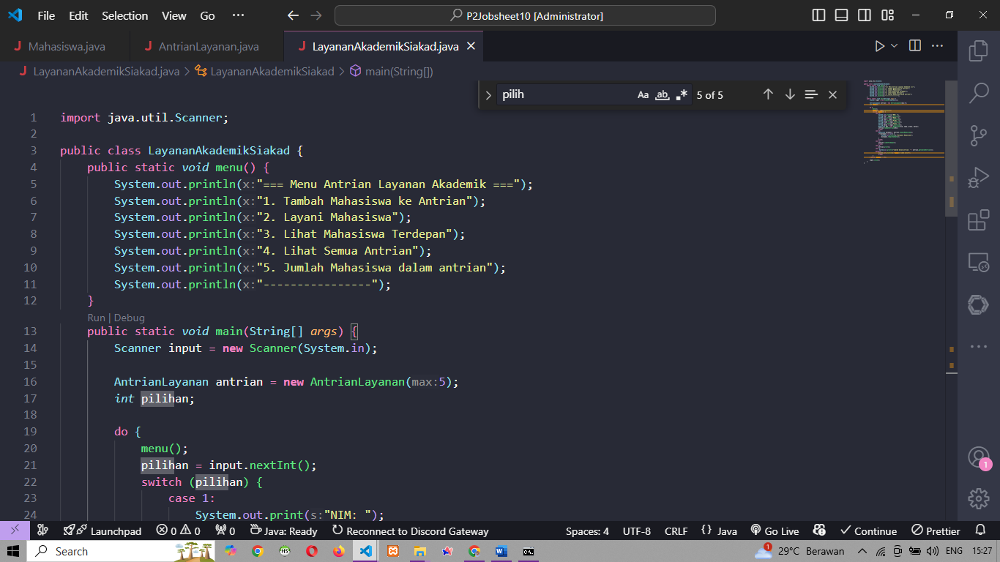 File Edit Selection View Go ··· P2Jobsheet10 [Administrator]
J Mahasiswa.java J AntrianLayanan.java J LayananAkademikSiakad.java
J LayananAkademikSiakad.java > LayananAkademikSiakad > main(String[])
pilih Aa ab .* 5 of 5
1 import java.util.Scanner;
2
3 public class LayananAkademikSiakad {
4 public static void menu() {
5 System.out.println(x:"=== Menu Antrian Layanan Akademik ===");
6 System.out.println(x:"1. Tambah Mahasiswa ke Antrian");
7 System.out.println(x:"2. Layani Mahasiswa");
8 System.out.println(x:"3. Lihat Mahasiswa Terdepan");
9 System.out.println(x:"4. Lihat Semua Antrian");
10 System.out.println(x:"5. Jumlah Mahasiswa dalam antrian");
11 System.out.println(x:"----------------");
12 }
Run | Debug
13 public static void main(String[] args) {
14 Scanner input = new Scanner(System.in);
15
16 AntrianLayanan antrian = new AntrianLayanan(max:5);
17 int pilihan;
18
19 do {
20 menu();
21 pilihan = input.nextInt();
22 switch (pilihan) {
23 case 1:
24 System.out.print(s:"NIM: ");
1
Launchpad 0 0 0 Java: Ready Reconnect to Discord Gateway Spaces: 4 UTF-8 CRLF {} Java Go Live Continue Prettier
Search 1 29°C Berawan ENG 15:27